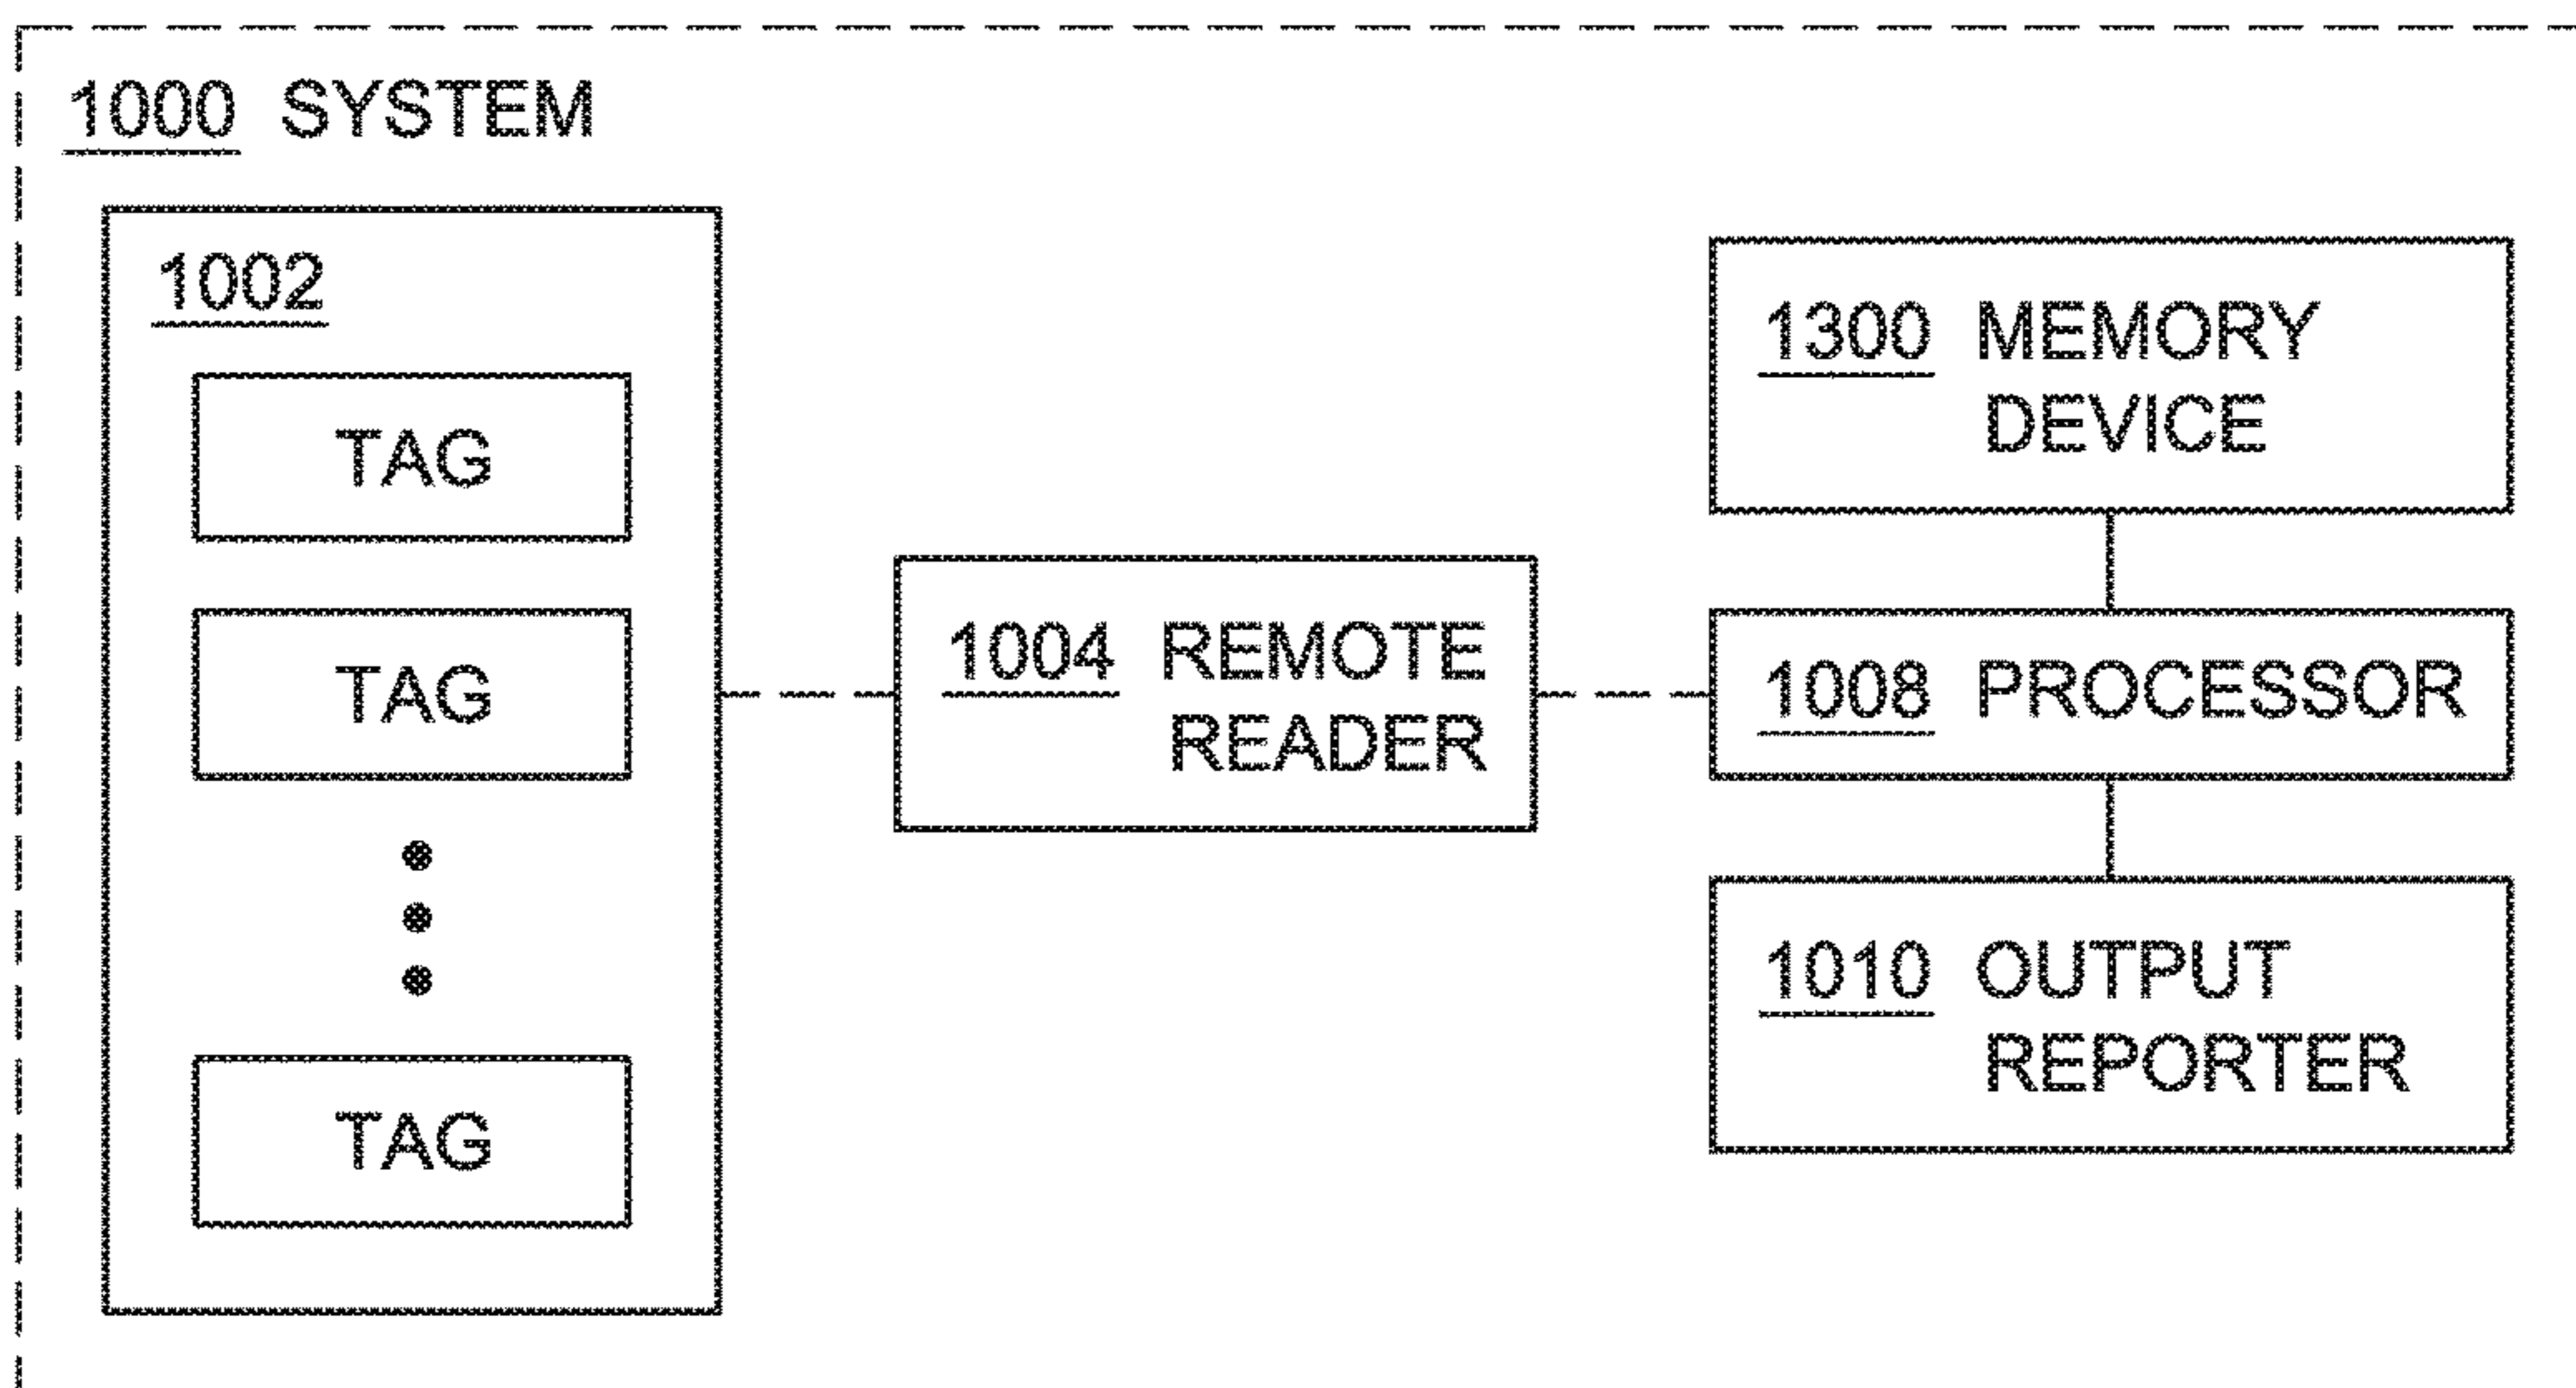 1000 SYSTEM
1002
TAG
TAG
TAG
1004 REMOTE
READER
1300 MEMORY
DEVICE
1008 PROCESSOR
1010 OUTPUT
REPORTER